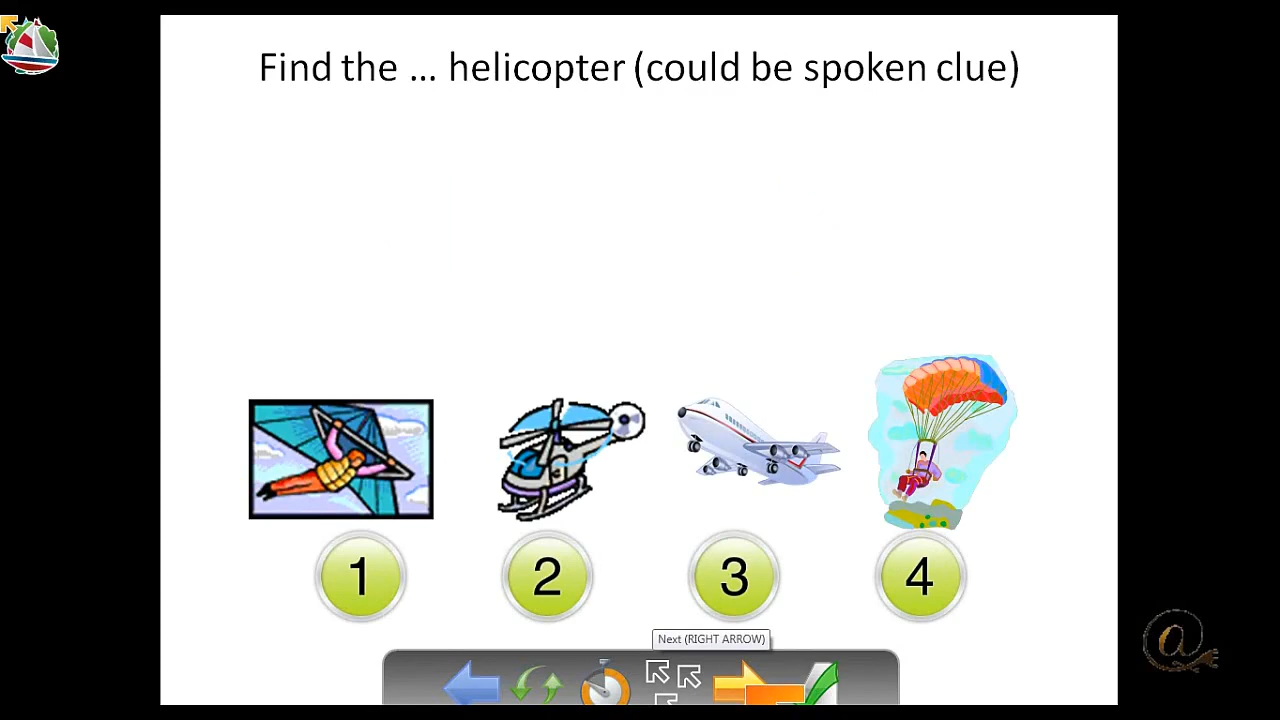 Find the ... helicopter (could be spoken clue)
1 2 3 4
Next (RIGHT ARROW)
@